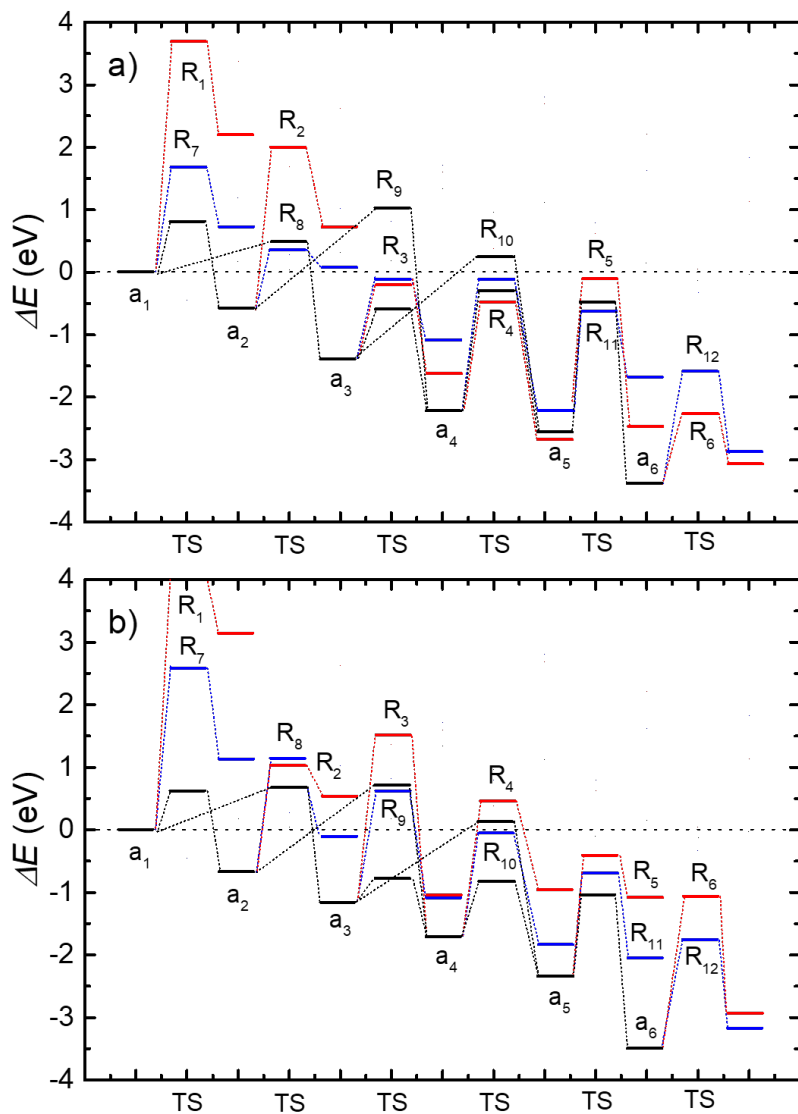 a)
4
3
2
1
0
-1
-2
-3
-4
ΔE (eV)
R1
R7
R2
R8
R9
R3
R10
R4
R5
R11
R12
R6
a1
a2
a3
a4
a5
a6
TS TS TS TS TS TS
b)
4
3
2
1
0
-1
-2
-3
-4
ΔE (eV)
R1
R7
R8
R2
R3
R9
R4
R10
R5
R11
R6
R12
a1
a2
a3
a4
a5
a6
TS TS TS TS TS TS